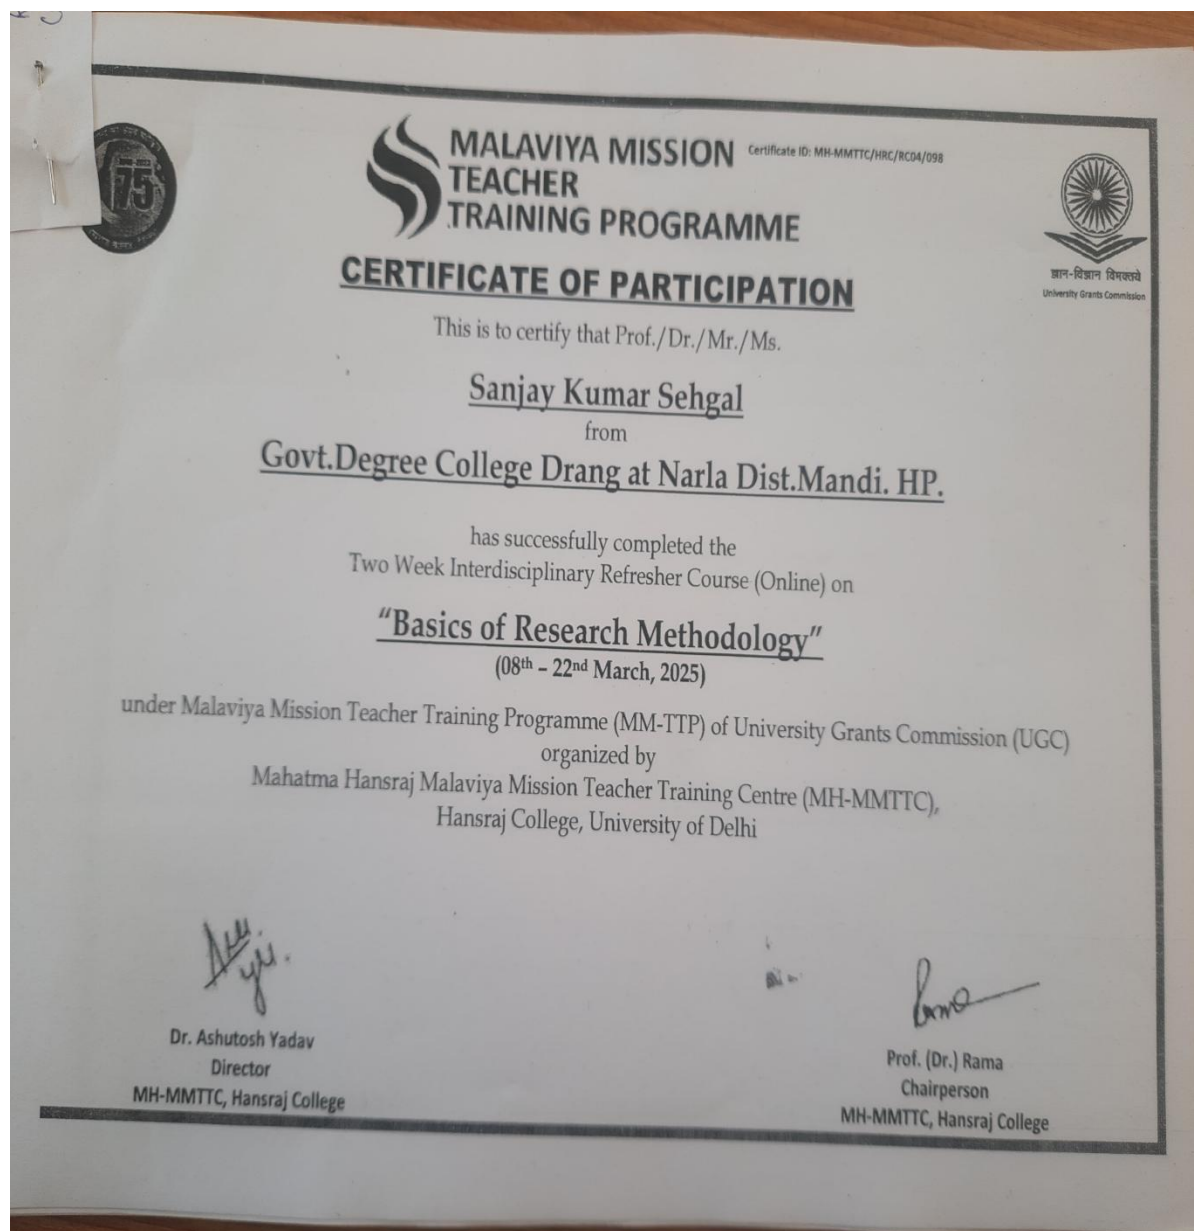 MALAVIYA MISSION
TEACHER
TRAINING PROGRAMME
Certificate ID: MH-MMTTC/HRC/RC04/098
75
ज्ञान-विज्ञान विमुक्तये
University Grants Commission
CERTIFICATE OF PARTICIPATION
This is to certify that Prof./Dr./Mr./Ms.
Sanjay Kumar Sehgal
from
Govt.Degree College Drang at Narla Dist.Mandi. HP.
has successfully completed the
Two Week Interdisciplinary Refresher Course (Online) on
“Basics of Research Methodology”
(08th – 22nd March, 2025)
under Malaviya Mission Teacher Training Programme (MM-TTP) of University Grants Commission (UGC)
organized by
Mahatma Hansraj Malaviya Mission Teacher Training Centre (MH-MMTTC),
Hansraj College, University of Delhi
Dr. Ashutosh Yadav
Director
MH-MMTTC, Hansraj College
Rama
Prof. (Dr.) Rama
Chairperson
MH-MMTTC, Hansraj College